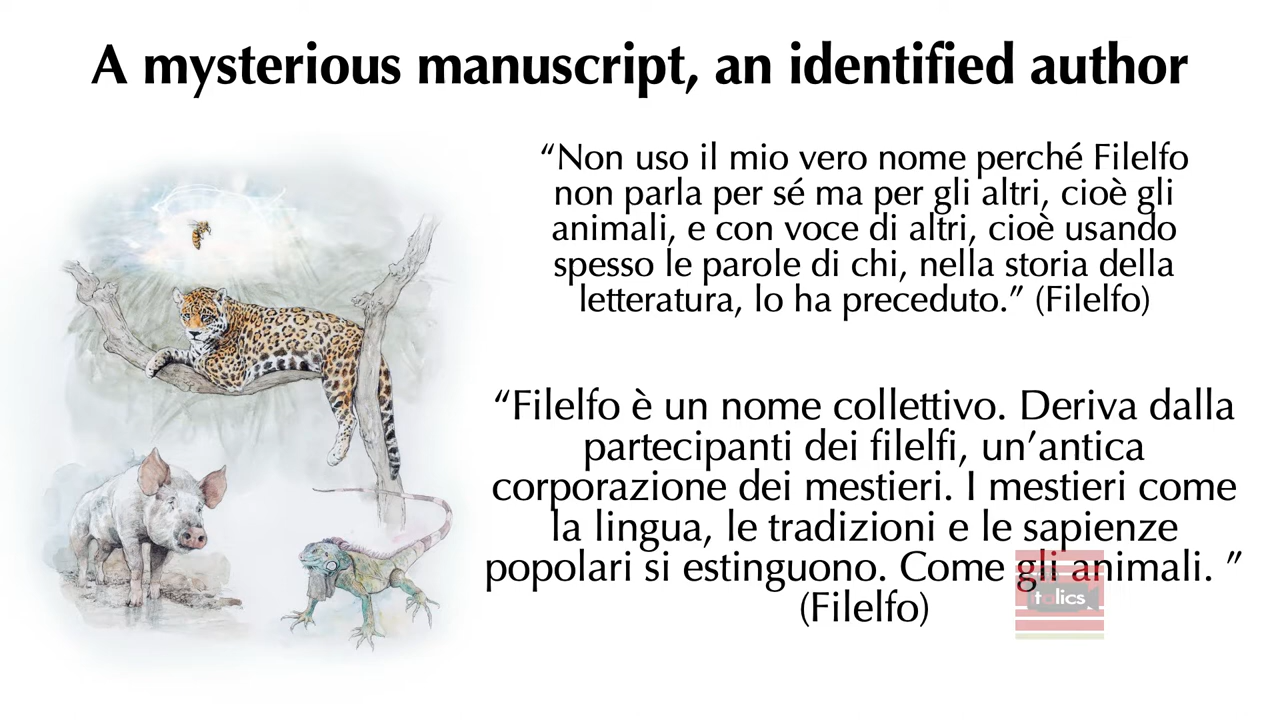 A mysterious manuscript, an identified author
“Non uso il mio vero nome perché Filelfo
non parla per sé ma per gli altri, cioè gli
animali, e con voce di altri, cioè usando
spesso le parole di chi, nella storia della
letteratura, lo ha preceduto.” (Filelfo)
“Filelfo è un nome collettivo. Deriva dalla
partecipanti dei filelfi, un’antica
corporazione dei mestieri. I mestieri come
la lingua, le tradizioni e le sapienze
popolari si estinguono. Come gli animali. ”
(Filelfo)
italics